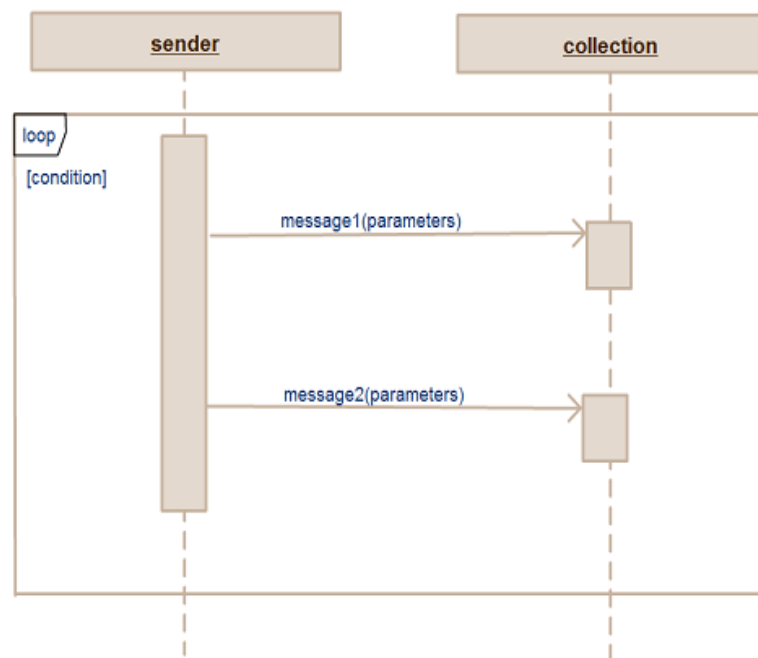 sender
collection
loop
[condition]
message1(parameters)
message2(parameters)